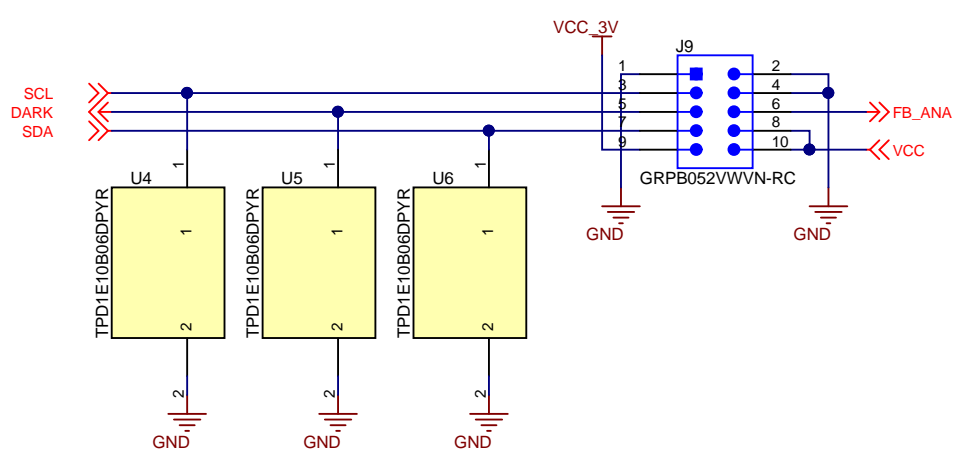 VCC_3V
J9
1
2
SCL
3
4
DARK
5
6
FB_ANA
SDA
7
8
9
10
VCC
GRPB052VWVN-RC
1
1
1
U4
U5
U6
TPD1E10B06DPYR
1
2
TPD1E10B06DPYR
1
2
TPD1E10B06DPYR
1
2
GND
GND
2
2
2
GND
GND
GND